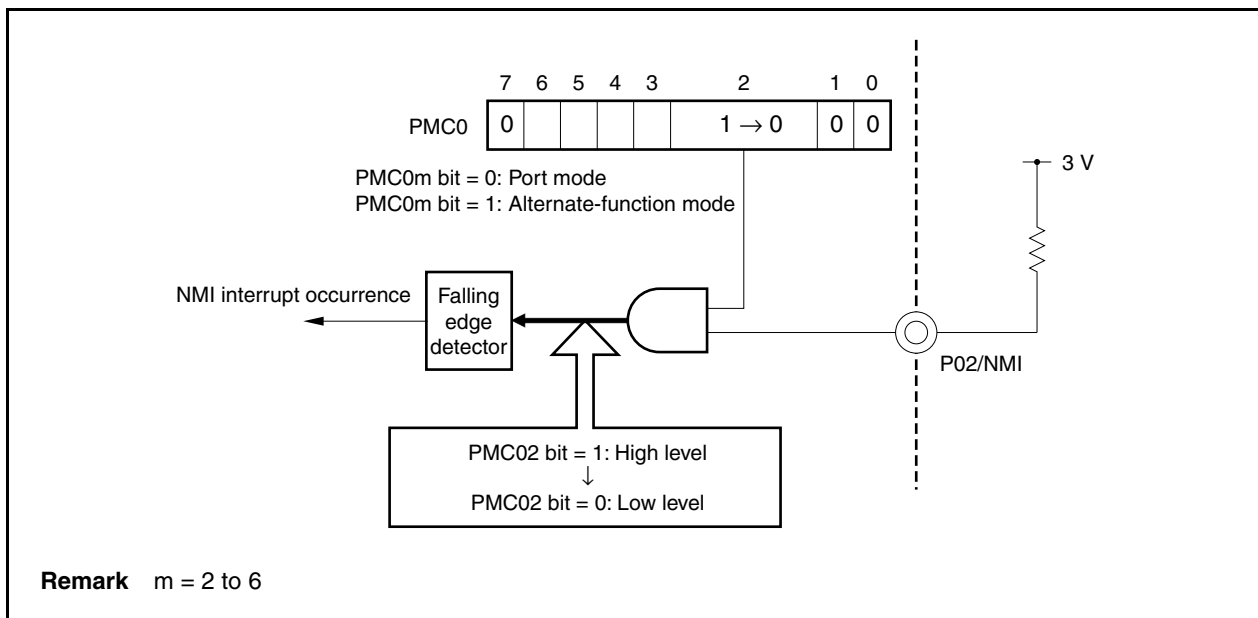 7 6 5 4 3 2 1 0
PMC0 0 1 → 0 0 0
PMC0m bit = 0: Port mode
PMC0m bit = 1: Alternate-function mode
3 V
NMI interrupt occurrence
Falling
edge
detector
P02/NMI
PMC02 bit = 1: High level
↓
PMC02 bit = 0: Low level
Remark m = 2 to 6